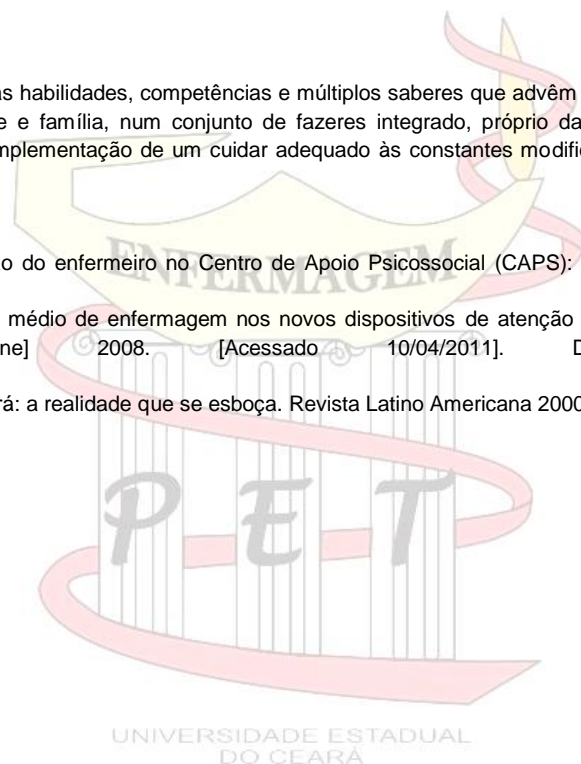 as habilidades, competências e múltiplos saberes que advêm
e e família, num conjunto de fazeres integrado, próprio da
mplementação de um cuidar adequado às constantes modifi
ENFERMAGEM
o do enfermeiro no Centro de Apoio Psicossocial (CAPS):
médio de enfermagem nos novos dispositivos de atenção
ne] 2008. [Acessado 10/04/2011]. D
rá: a realidade que se esboça. Revista Latino Americana 2000
PET
UNIVERSIDADE ESTADUAL
DO CEARÁ